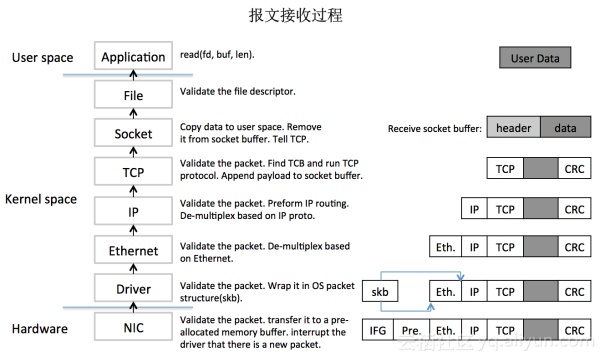 报文接收过程
User space
Application
read(fd, buf, len).
User Data
File
Validate the file descriptor.
Socket
Copy data to user space. Remove
it from socket buffer. Tell TCP.
Receive socket buffer:
header
data
TCP
Validate the packet. Find TCB and run TCP
protocol. Append payload to socket buffer.
TCP
CRC
Kernel space
IP
Validate the packet. Preform IP routing.
De-multiplex based on IP proto.
IP
TCP
CRC
Ethernet
Validate the packet. De-multiplex based
on Ethernet.
Eth.
IP
TCP
CRC
Driver
Validate the packet. Wrap it in OS packet
structure(skb).
skb
Eth.
IP
TCP
CRC
Hardware
NIC
Validate the packet. transfer it to a pre-
allocated memory buffer. interrupt the
driver that there is a new packet.
IFG
Pre.
Eth.
IP
TCP
CRC
云栖社区 yq.aliyun.com